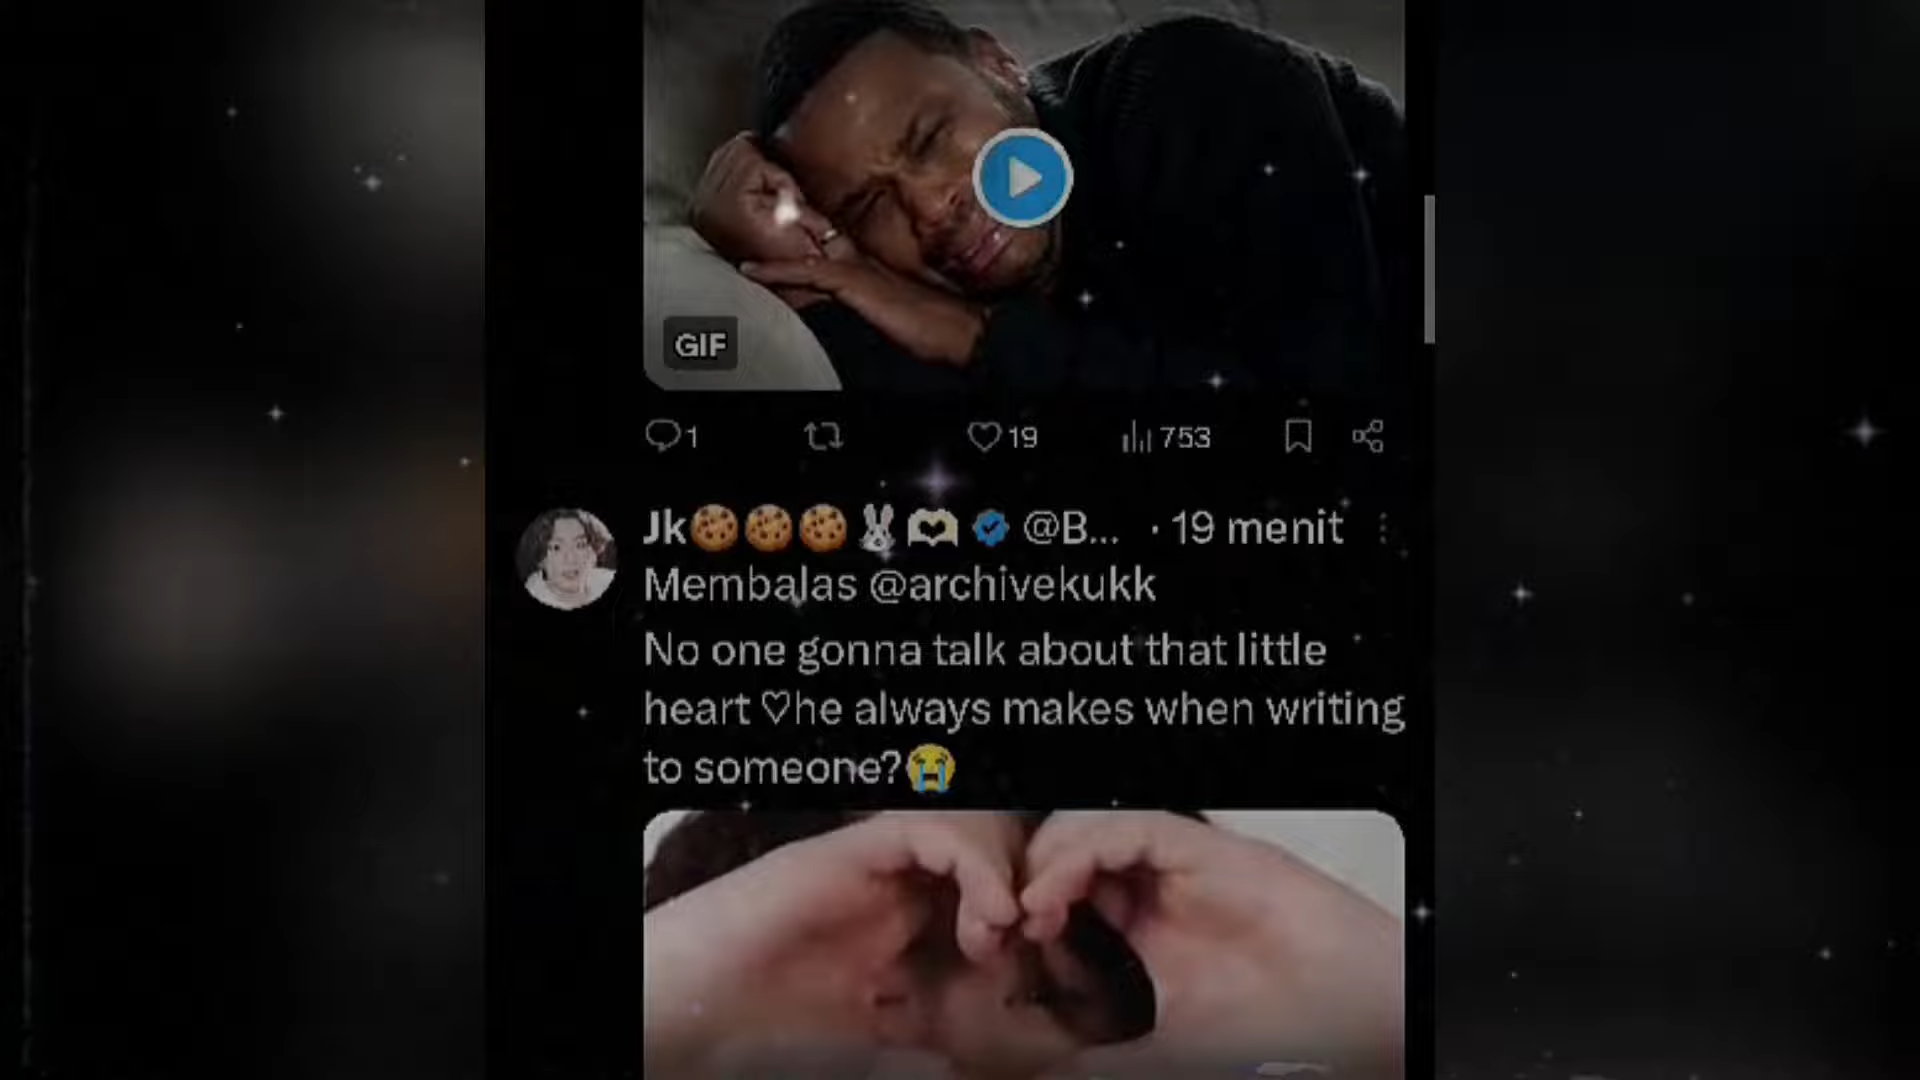 GIF
1 19 753
Jk🍪🍪🍪🐰🫶 @B... · 19 menit
Membalas @archivekukk
No one gonna talk about that little
heart ♡he always makes when writing
to someone?😭